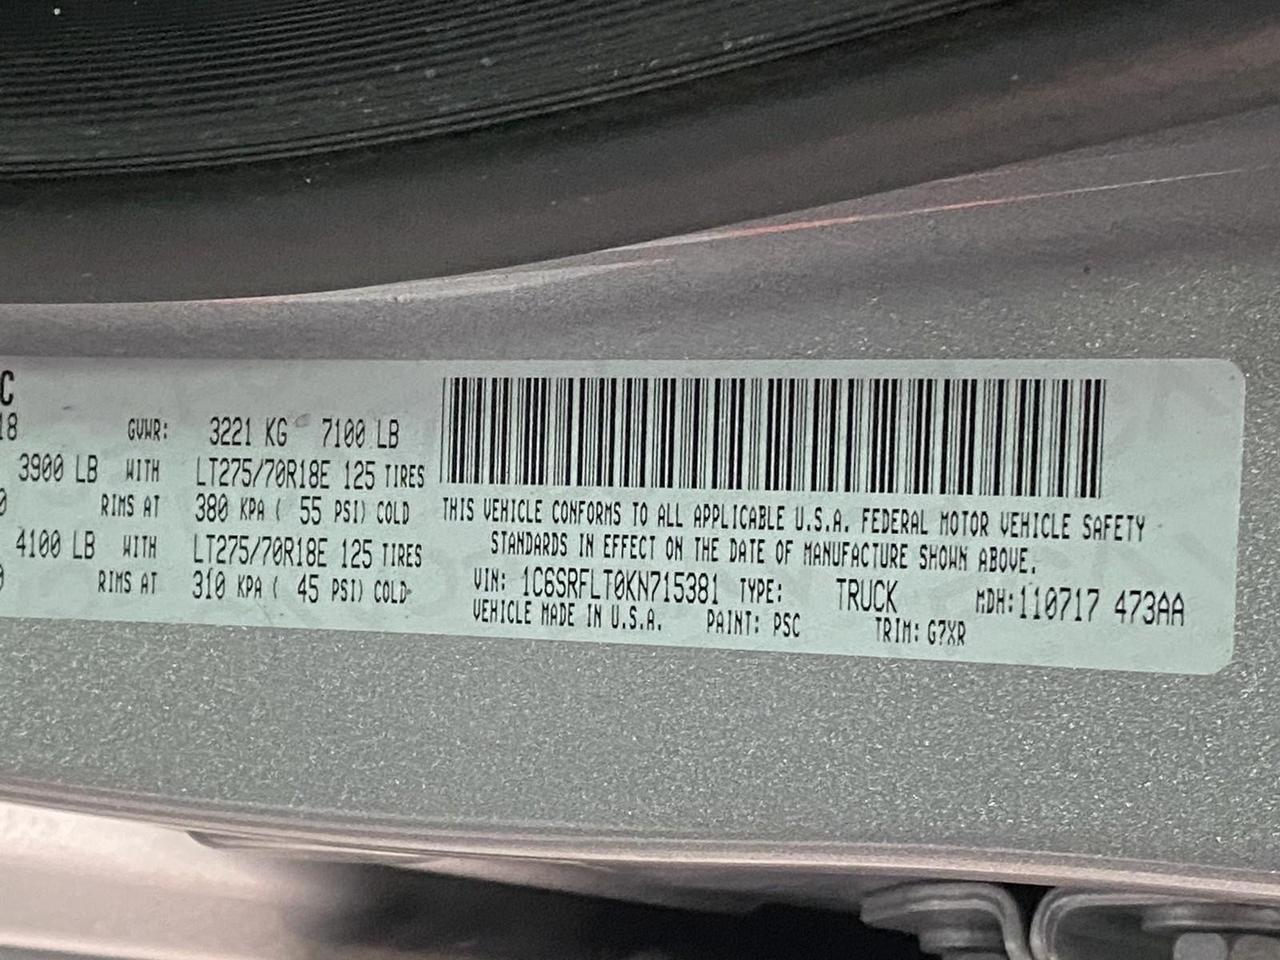 C
18 GVWR: 3221 KG 7100 LB
3900 LB WITH LT275/70R18E 125 TIRES
0 RIMS AT 380 KPA ( 55 PSI) COLD
4100 LB WITH LT275/70R18E 125 TIRES
RIMS AT 310 KPA ( 45 PSI) COLD
THIS VEHICLE CONFORMS TO ALL APPLICABLE U.S.A. FEDERAL MOTOR VEHICLE SAFETY
STANDARDS IN EFFECT ON THE DATE OF MANUFACTURE SHOWN ABOVE.
VIN: 1C6SRFLT0KN715381 TYPE: TRUCK MDH:110717 473AA
VEHICLE MADE IN U.S.A. PAINT: PSC TRIM: G7XR